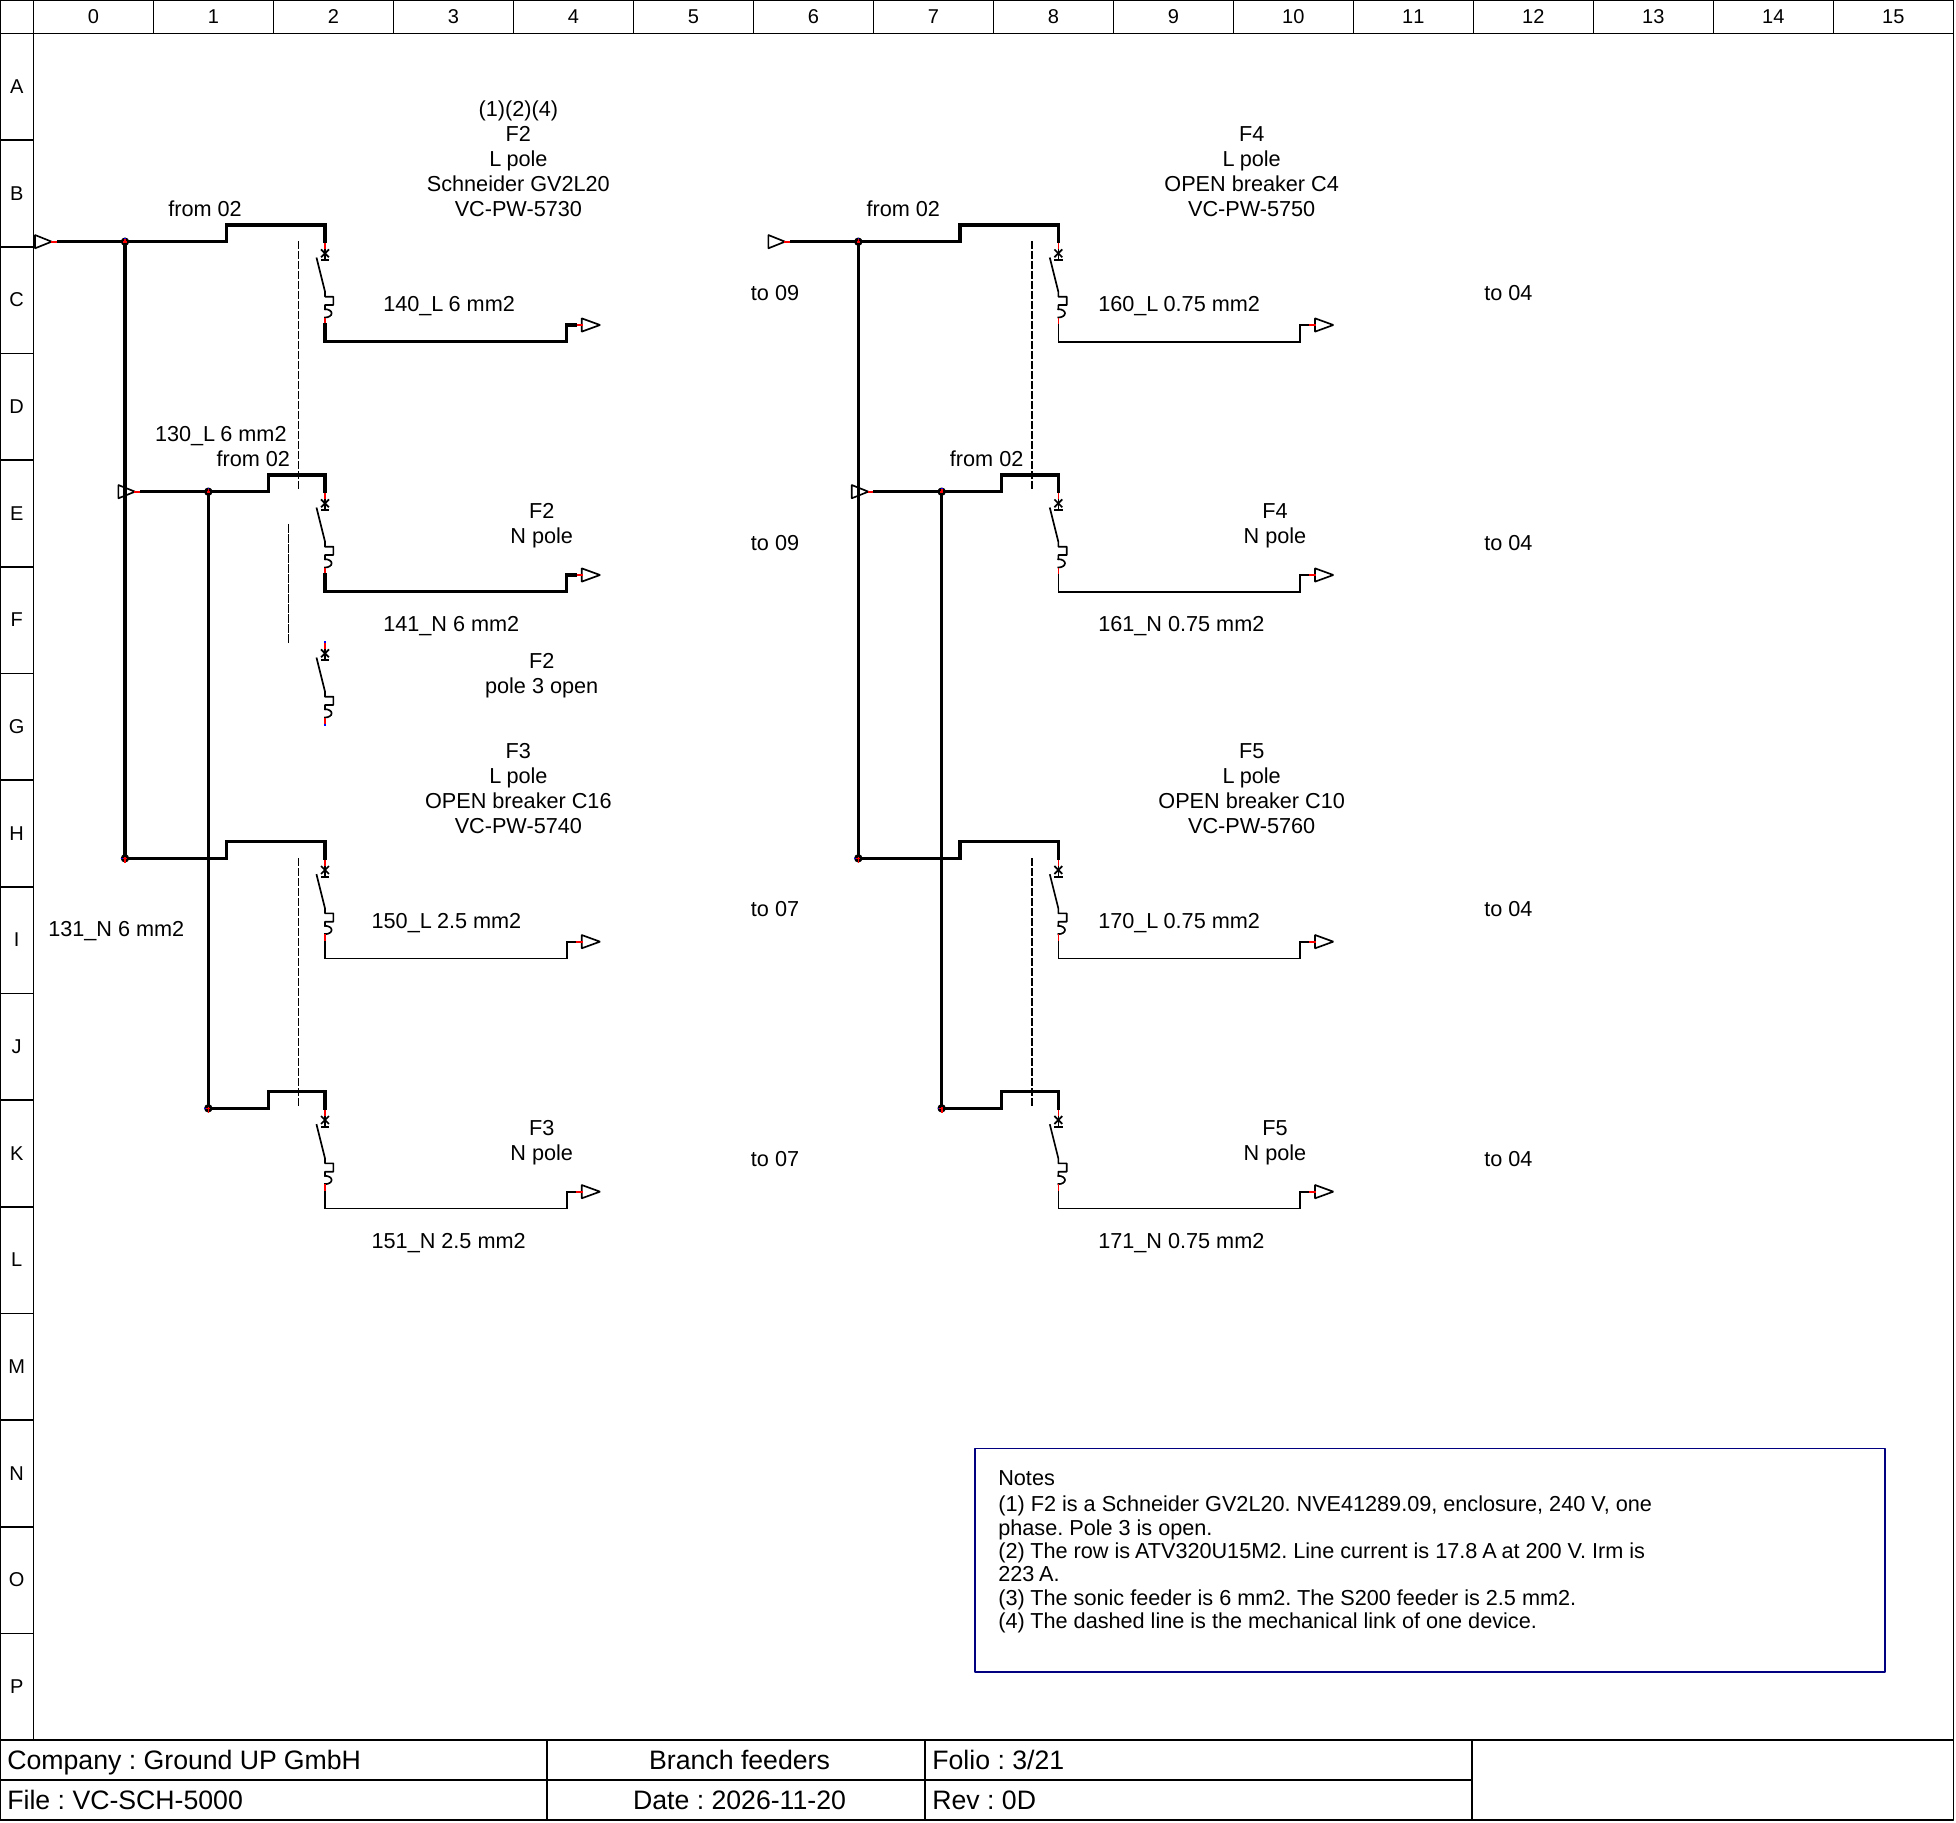 0 1 2 3 4 5 6 7 8 9 10 11 12 13 14 15
A
B
C
D
E
F
G
H
I
J
K
L
M
N
O
P
(1)(2)(4)
F2
L pole
Schneider GV2L20
VC-PW-5730
from 02
140_L 6 mm2
to 09
130_L 6 mm2
from 02
F2
N pole
to 09
141_N 6 mm2
F2
pole 3 open
F3
L pole
OPEN breaker C16
VC-PW-5740
131_N 6 mm2
150_L 2.5 mm2
to 07
F3
N pole
to 07
151_N 2.5 mm2
F4
L pole
OPEN breaker C4
VC-PW-5750
from 02
160_L 0.75 mm2
to 04
from 02
F4
N pole
to 04
161_N 0.75 mm2
F5
L pole
OPEN breaker C10
VC-PW-5760
170_L 0.75 mm2
to 04
F5
N pole
to 04
171_N 0.75 mm2
Notes
(1) F2 is a Schneider GV2L20. NVE41289.09, enclosure, 240 V, one
phase. Pole 3 is open.
(2) The row is ATV320U15M2. Line current is 17.8 A at 200 V. Irm is
223 A.
(3) The sonic feeder is 6 mm2. The S200 feeder is 2.5 mm2.
(4) The dashed line is the mechanical link of one device.
Company : Ground UP GmbH
Branch feeders
Folio : 3/21
File : VC-SCH-5000
Date : 2026-11-20
Rev : 0D